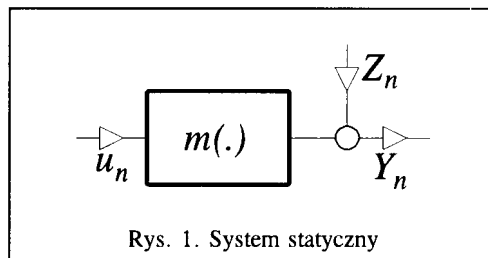 Z_n
m(.)
u_n
Y_n
Rys. 1. System statyczny